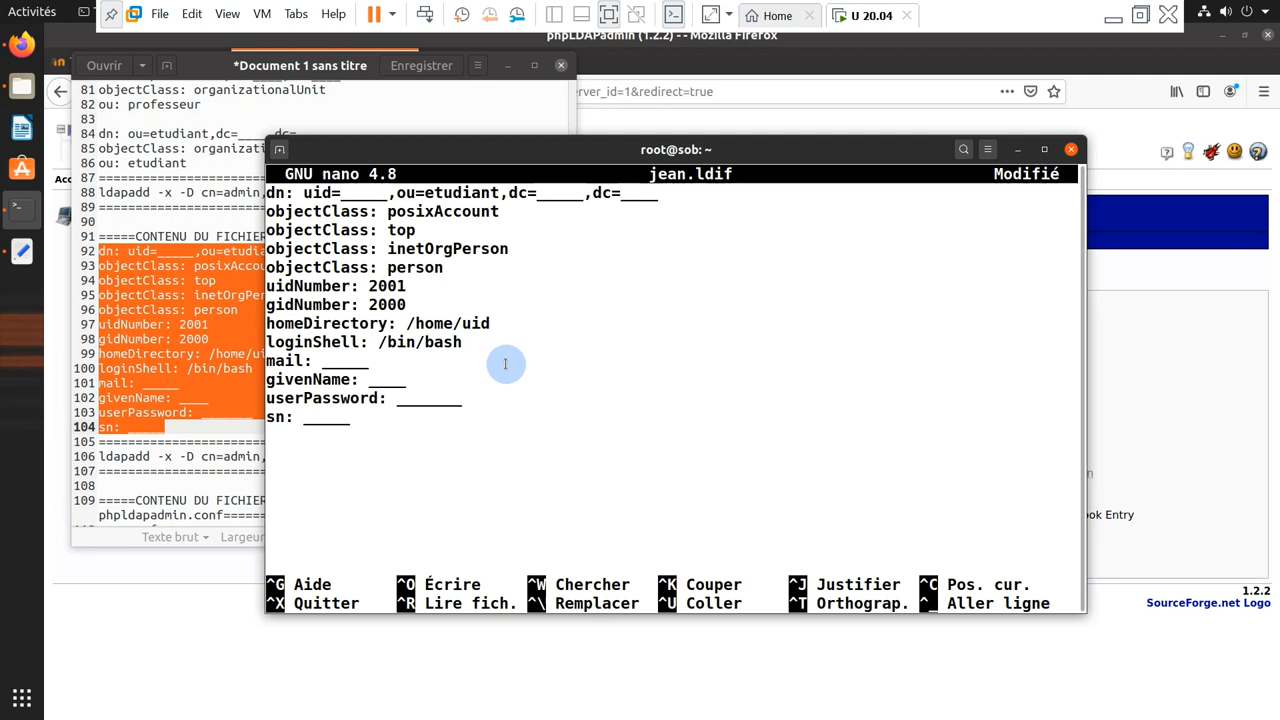 Activités
File Edit View VM Tabs Help
Home
U 20.04
phpLDAPadmin (1.2.2) - - Mozilla Firefox
Ouvrir
*Document 1 sans titre
Enregistrer
erver_id=1&redirect=true
81 objectClass: organizationalUnit
82 ou: professeur
83
84 dn: ou=etudiant,dc=____,dc=
85 objectClass: organizati
86 ou: etudiant
87
88 ldapadd -x -D cn=admin,
89
90
91 =====CONTENU DU FICHIER
92 dn: uid=_____,ou=etudia
93 objectClass: posixAccou
94 objectClass: top
95 objectClass: inetOrgPer
96 objectClass: person
97 uidNumber: 2001
98 gidNumber: 2000
99 homeDirectory: /home/ui
100 loginShell: /bin/bash
101 mail: _____
102 givenName: ____
103 userPassword: _______
104 sn: _____
105
106 ldapadd -x -D cn=admin,
107
108
109 =====CONTENU DU FICHIER
phpldapadmin.conf======
Texte brut
Largeur
root@sob: ~
GNU nano 4.8 jean.ldif Modifié
dn: uid=_____,ou=etudiant,dc=_____,dc=____
objectClass: posixAccount
objectClass: top
objectClass: inetOrgPerson
objectClass: person
uidNumber: 2001
gidNumber: 2000
homeDirectory: /home/uid
loginShell: /bin/bash
mail: _____
givenName: ____
userPassword: _______
sn: _____
^G Aide ^O Écrire ^W Chercher ^K Couper ^J Justifier ^C Pos. cur.
^X Quitter ^R Lire fich. ^\ Remplacer ^U Coller ^T Orthograp. ^_ Aller ligne
ook Entry
1.2.2
SourceForge.net Logo